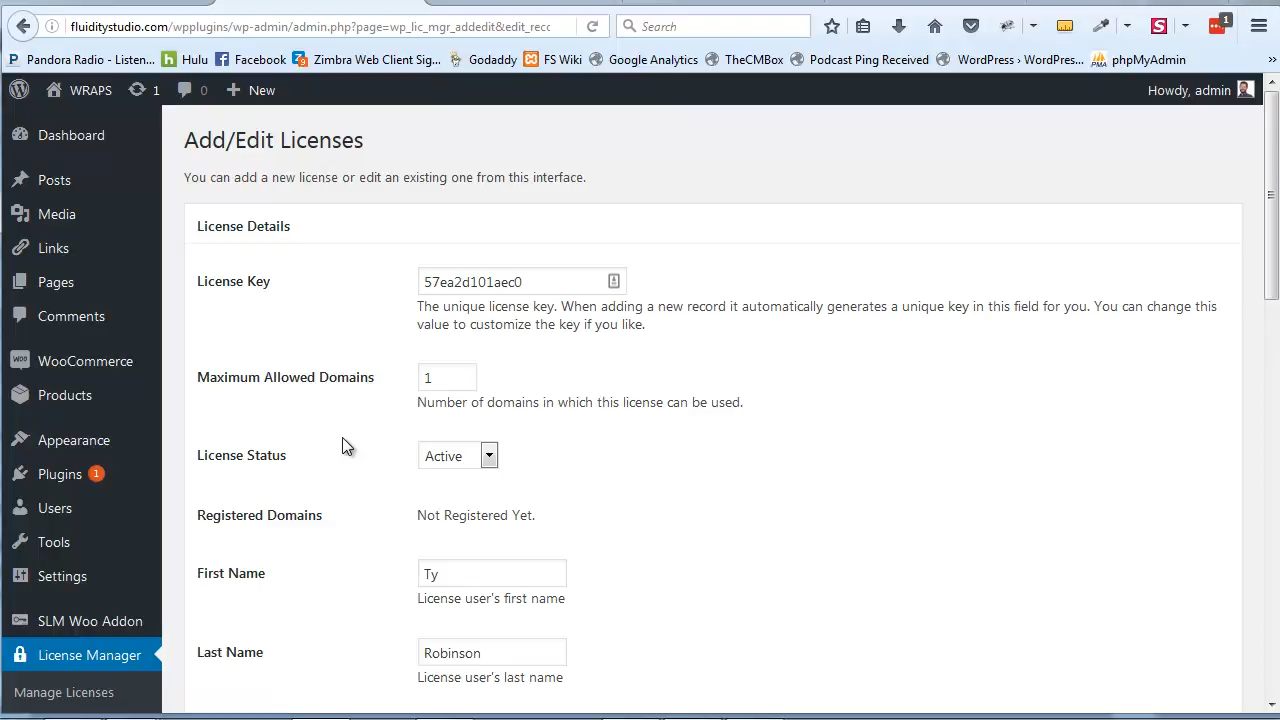 fluiditystudio.com/wpplugins/wp-admin/admin.php?page=wp_lic_mgr_addedit&edit_recc
Search
1
Pandora Radio - Listen...
Hulu
Facebook
Zimbra Web Client Sig...
Godaddy
FS Wiki
Google Analytics
TheCMBox
Podcast Ping Received
WordPress › WordPress...
phpMyAdmin
WRAPS
1
0
New
Howdy, admin
Dashboard
Posts
Media
Links
Pages
Comments
WooCommerce
Products
Appearance
Plugins 1
Users
Tools
Settings
SLM Woo Addon
License Manager
Manage Licenses
Add/Edit Licenses
You can add a new license or edit an existing one from this interface.
License Details
License Key
57ea2d101aec0
The unique license key. When adding a new record it automatically generates a unique key in this field for you. You can change this
value to customize the key if you like.
Maximum Allowed Domains
1
Number of domains in which this license can be used.
License Status
Active
Registered Domains
Not Registered Yet.
First Name
Ty
License user's first name
Last Name
Robinson
License user's last name